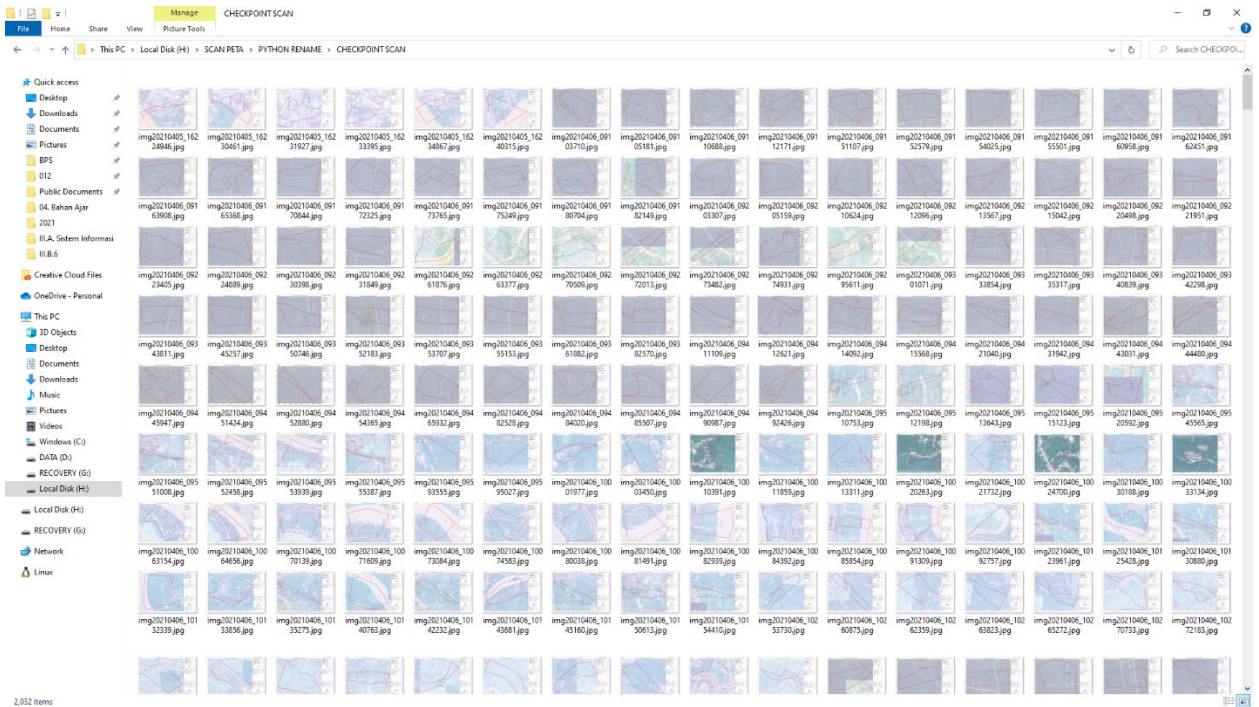 Manage
CHECKPOINT SCAN
File
Home
Share
View
Picture Tools
This PC > Local Disk (H:) > SCAN PETA > PYTHON RENAME > CHECKPOINT SCAN
Search CHECKPOI...
Quick access
Desktop
Downloads
Documents
Pictures
BPS
012
Public Documents
04. Bahan Ajar
2021
III.A. Sistem Informasi
III.B.6
Creative Cloud Files
OneDrive - Personal
This PC
3D Objects
Desktop
Documents
Downloads
Music
Pictures
Videos
Windows (C:)
DATA (D:)
RECOVERY (G:)
Local Disk (H:)
Local Disk (H:)
RECOVERY (G:)
Network
Linux
img20210405_162 img20210405_162 img20210405_162 img20210405_162 img20210405_162 img20210405_162 img20210406_091 img20210406_091 img20210406_091 img20210406_091 img20210406_091 img20210406_091 img20210406_091 img20210406_091 img20210406_091 img20210406_091
24946.jpg 30461.jpg 31927.jpg 33395.jpg 34867.jpg 40315.jpg 03710.jpg 05181.jpg 10688.jpg 12171.jpg 51107.jpg 52579.jpg 54025.jpg 55501.jpg 60958.jpg 62451.jpg
img20210406_091 img20210406_091 img20210406_091 img20210406_091 img20210406_091 img20210406_091 img20210406_091 img20210406_091 img20210406_092 img20210406_092 img20210406_092 img20210406_092 img20210406_092 img20210406_092 img20210406_092 img20210406_092
63908.jpg 65368.jpg 70844.jpg 72325.jpg 73765.jpg 75249.jpg 80704.jpg 82149.jpg 03307.jpg 05159.jpg 10624.jpg 12096.jpg 13567.jpg 15042.jpg 20498.jpg 21951.jpg
img20210406_092 img20210406_092 img20210406_092 img20210406_092 img20210406_092 img20210406_092 img20210406_092 img20210406_092 img20210406_092 img20210406_092 img20210406_092 img20210406_093 img20210406_093 img20210406_093 img20210406_093 img20210406_093
23405.jpg 24889.jpg 30398.jpg 31849.jpg 61876.jpg 63377.jpg 70509.jpg 72013.jpg 73482.jpg 74931.jpg 95611.jpg 01071.jpg 33854.jpg 35317.jpg 40839.jpg 42298.jpg
img20210406_093 img20210406_093 img20210406_093 img20210406_093 img20210406_093 img20210406_093 img20210406_093 img20210406_093 img20210406_094 img20210406_094 img20210406_094 img20210406_094 img20210406_094 img20210406_094 img20210406_094 img20210406_094
43811.jpg 45257.jpg 50746.jpg 52183.jpg 53707.jpg 55153.jpg 61882.jpg 82570.jpg 11109.jpg 12621.jpg 14092.jpg 15568.jpg 21040.jpg 31942.jpg 43031.jpg 44480.jpg
img20210406_094 img20210406_094 img20210406_094 img20210406_094 img20210406_094 img20210406_094 img20210406_094 img20210406_094 img20210406_094 img20210406_094 img20210406_095 img20210406_095 img20210406_095 img20210406_095 img20210406_095 img20210406_095
45947.jpg 51424.jpg 52880.jpg 54365.jpg 65932.jpg 82528.jpg 84020.jpg 85507.jpg 90987.jpg 92426.jpg 10753.jpg 12198.jpg 13643.jpg 15123.jpg 20592.jpg 45565.jpg
img20210406_095 img20210406_095 img20210406_095 img20210406_095 img20210406_095 img20210406_095 img20210406_100 img20210406_100 img20210406_100 img20210406_100 img20210406_100 img20210406_100 img20210406_100 img20210406_100 img20210406_100 img20210406_100
51008.jpg 52458.jpg 53939.jpg 55387.jpg 93555.jpg 95027.jpg 01977.jpg 03450.jpg 10391.jpg 11859.jpg 13311.jpg 20263.jpg 21732.jpg 24700.jpg 30188.jpg 33134.jpg
img20210406_100 img20210406_100 img20210406_100 img20210406_100 img20210406_100 img20210406_100 img20210406_100 img20210406_100 img20210406_100 img20210406_100 img20210406_100 img20210406_100 img20210406_100 img20210406_101 img20210406_101 img20210406_101
63154.jpg 64656.jpg 70139.jpg 71609.jpg 73084.jpg 74583.jpg 80038.jpg 81491.jpg 82939.jpg 84392.jpg 85854.jpg 91309.jpg 92757.jpg 23961.jpg 25428.jpg 30880.jpg
img20210406_101 img20210406_101 img20210406_101 img20210406_101 img20210406_101 img20210406_101 img20210406_101 img20210406_101 img20210406_101 img20210406_102 img20210406_102 img20210406_102 img20210406_102 img20210406_102 img20210406_102 img20210406_102
32339.jpg 33856.jpg 35275.jpg 40763.jpg 42232.jpg 43681.jpg 45160.jpg 50613.jpg 54410.jpg 53730.jpg 60875.jpg 62359.jpg 63823.jpg 65272.jpg 70733.jpg 72183.jpg
2,032 items